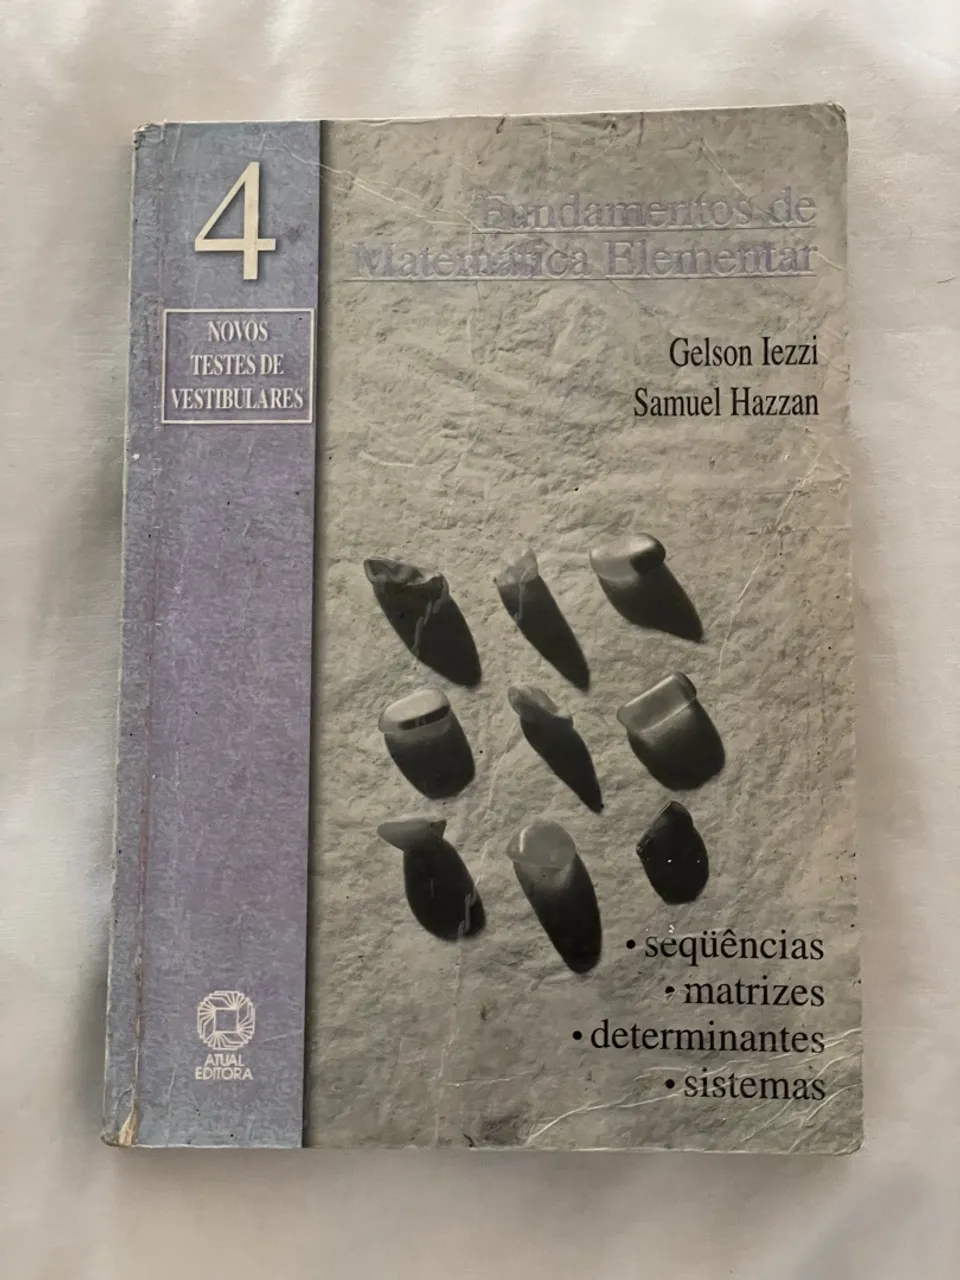 4
NOVOS
TESTES DE
VESTIBULARES
Fundamentos de
Matemática Elementar
Gelson Iezzi
Samuel Hazzan
• seqüências
• matrizes
• determinantes
• sistemas
ATUAL
EDITORA